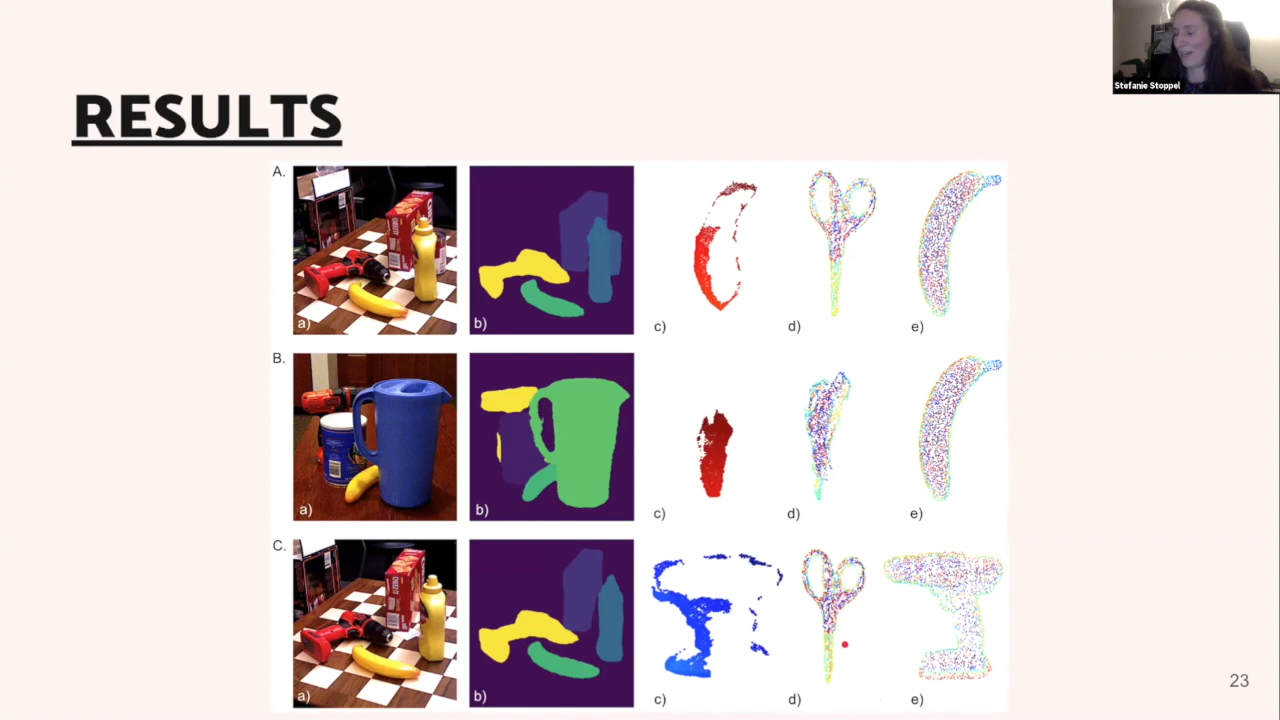 Stefanie Stoppel
RESULTS
A.
a)
b)
c)
d)
e)
B.
a)
b)
c)
d)
e)
C.
a)
b)
c)
d)
e)
23